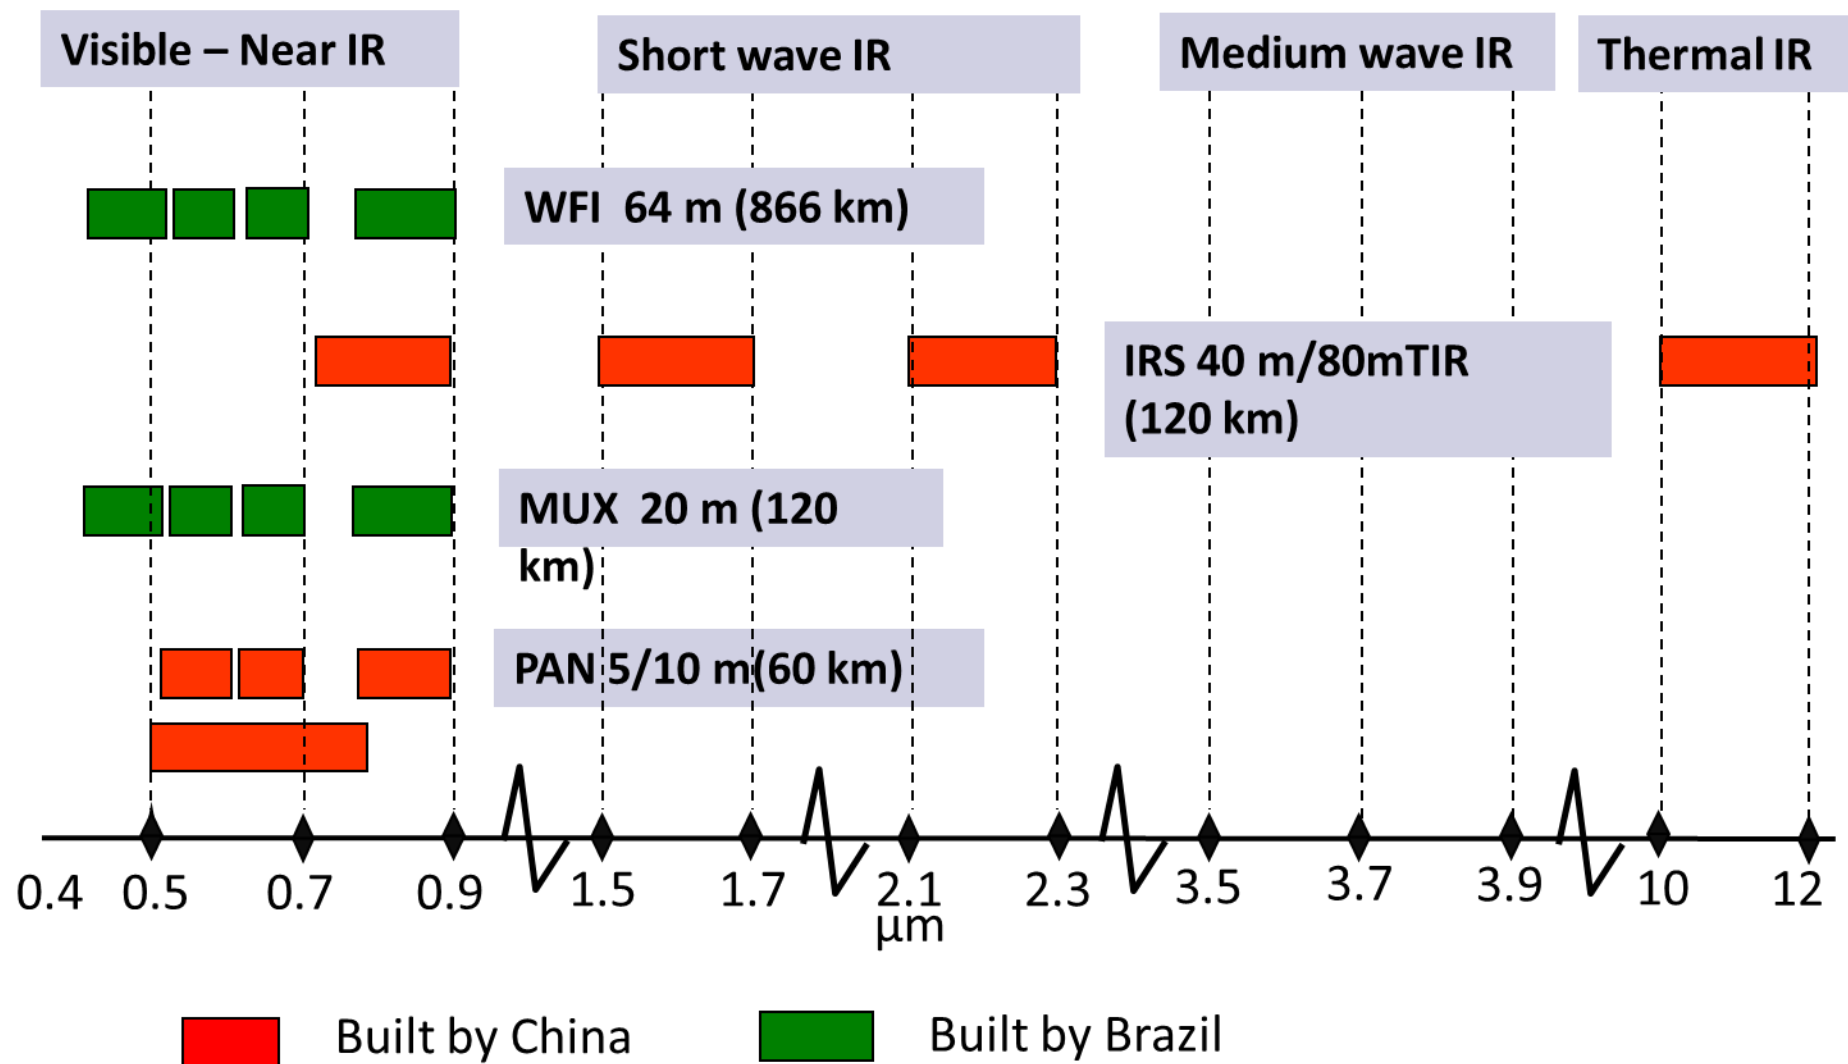 Visible – Near IR
Short wave IR
Medium wave IR
Thermal IR
WFI  64 m (866 km)
IRS 40 m/80mTIR
(120 km)
MUX  20 m (120
km)
PAN 5/10 m(60 km)
0.4 0.5 0.7 0.9 1.5 1.7 2.1 2.3 3.5 3.7 3.9 10 12
µm
Built by China
Built by Brazil